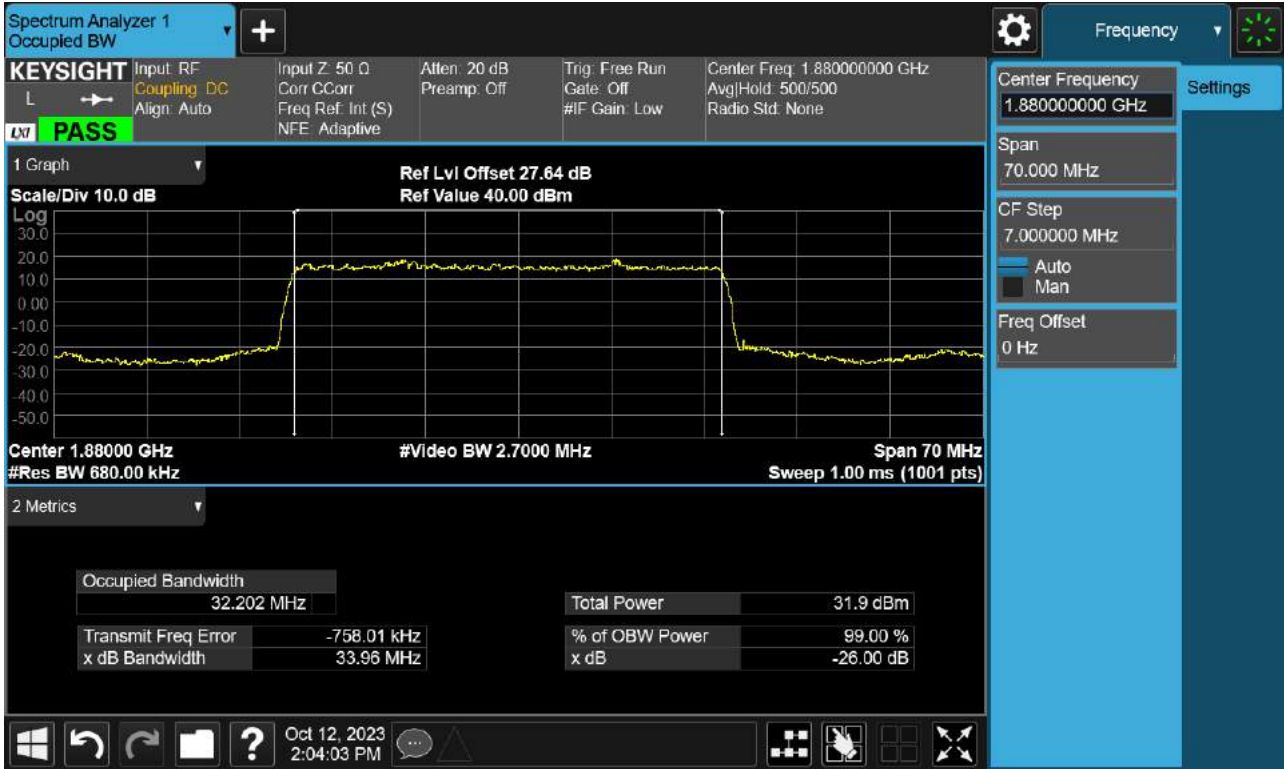 Spectrum Analyzer 1
Occupied BW
Frequency
KEYSIGHT
L
LXI
PASS
Input: RF
Coupling: DC
Align: Auto
Input Z: 50 Ω
Corr CCorr
Freq Ref: Int (S)
NFE: Adaptive
Atten: 20 dB
Preamp: Off
Trig: Free Run
Gate: Off
#IF Gain: Low
Center Freq: 1.880000000 GHz
Avg|Hold: 500/500
Radio Std: None
1 Graph
Scale/Div 10.0 dB
Ref Lvl Offset 27.64 dB
Ref Value 40.00 dBm
Log
30.0
20.0
10.0
0.00
-10.0
-20.0
-30.0
-40.0
-50.0
Center 1.88000 GHz
#Res BW 680.00 kHz
#Video BW 2.7000 MHz
Span 70 MHz
Sweep 1.00 ms (1001 pts)
2 Metrics
Occupied Bandwidth
32.202 MHz
Total Power 31.9 dBm
Transmit Freq Error -758.01 kHz
% of OBW Power 99.00 %
x dB Bandwidth 33.96 MHz
x dB -26.00 dB
Center Frequency
1.880000000 GHz
Settings
Span
70.000 MHz
CF Step
7.000000 MHz
Auto
Man
Freq Offset
0 Hz
?
Oct 12, 2023
2:04:03 PM